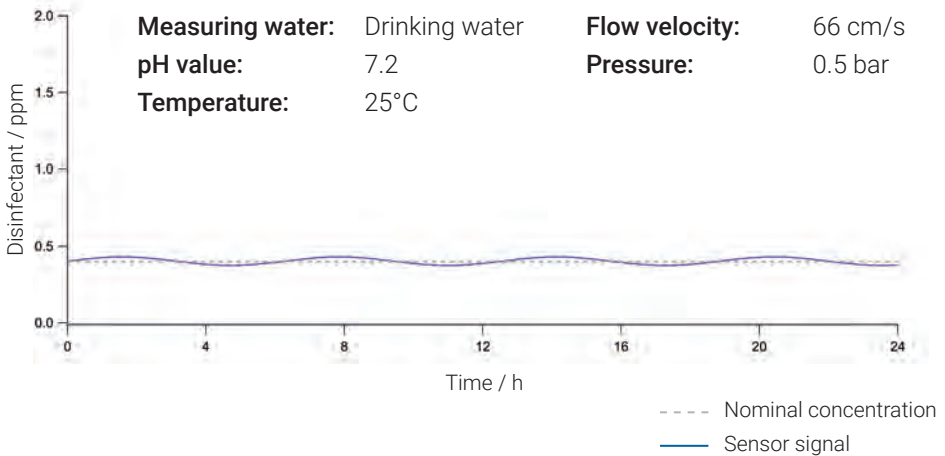 Measuring water: Drinking water Flow velocity: 66 cm/s
pH value: 7.2 Pressure: 0.5 bar
Temperature: 25°C
Disinfectant / ppm
2.0
1.5
1.0
0.5
0.0
0 4 8 12 16 20 24
Time / h
Nominal concentration
Sensor signal